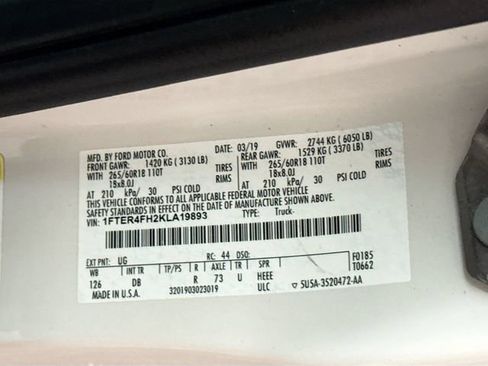 MFD. BY FORD MOTOR CO. 03/19 GVWR: 2744 KG ( 6050 LB)
FRONT GAWR: 1420 KG ( 3130 LB) REAR GAWR: 1529 KG ( 3370 LB)
WITH 265/60R18 110T TIRES WITH 265/60R18 110T TIRES
18x8.0J RIMS 18x8.0J RIMS
AT 210 kPa/ 30 PSI COLD AT 210 kPa/ 30 PSI COLD
THIS VEHICLE CONFORMS TO ALL APPLICABLE FEDERAL MOTOR VEHICLE
SAFETY STANDARDS IN EFFECT ON THE DATE OF MANUFACTURE SHOWN ABOVE.
VIN: 1FTER4FH2KLA19893 TYPE: Truck-
EXT PNT: UG RC: 44 DSO: F0185
WB INT TR TP/PS R AXLE TR SPR T0662
126 DB R 73 U HEEE
MADE IN U.S.A. 3201903023019 ULC ▽ 5U5A-3520472-AA